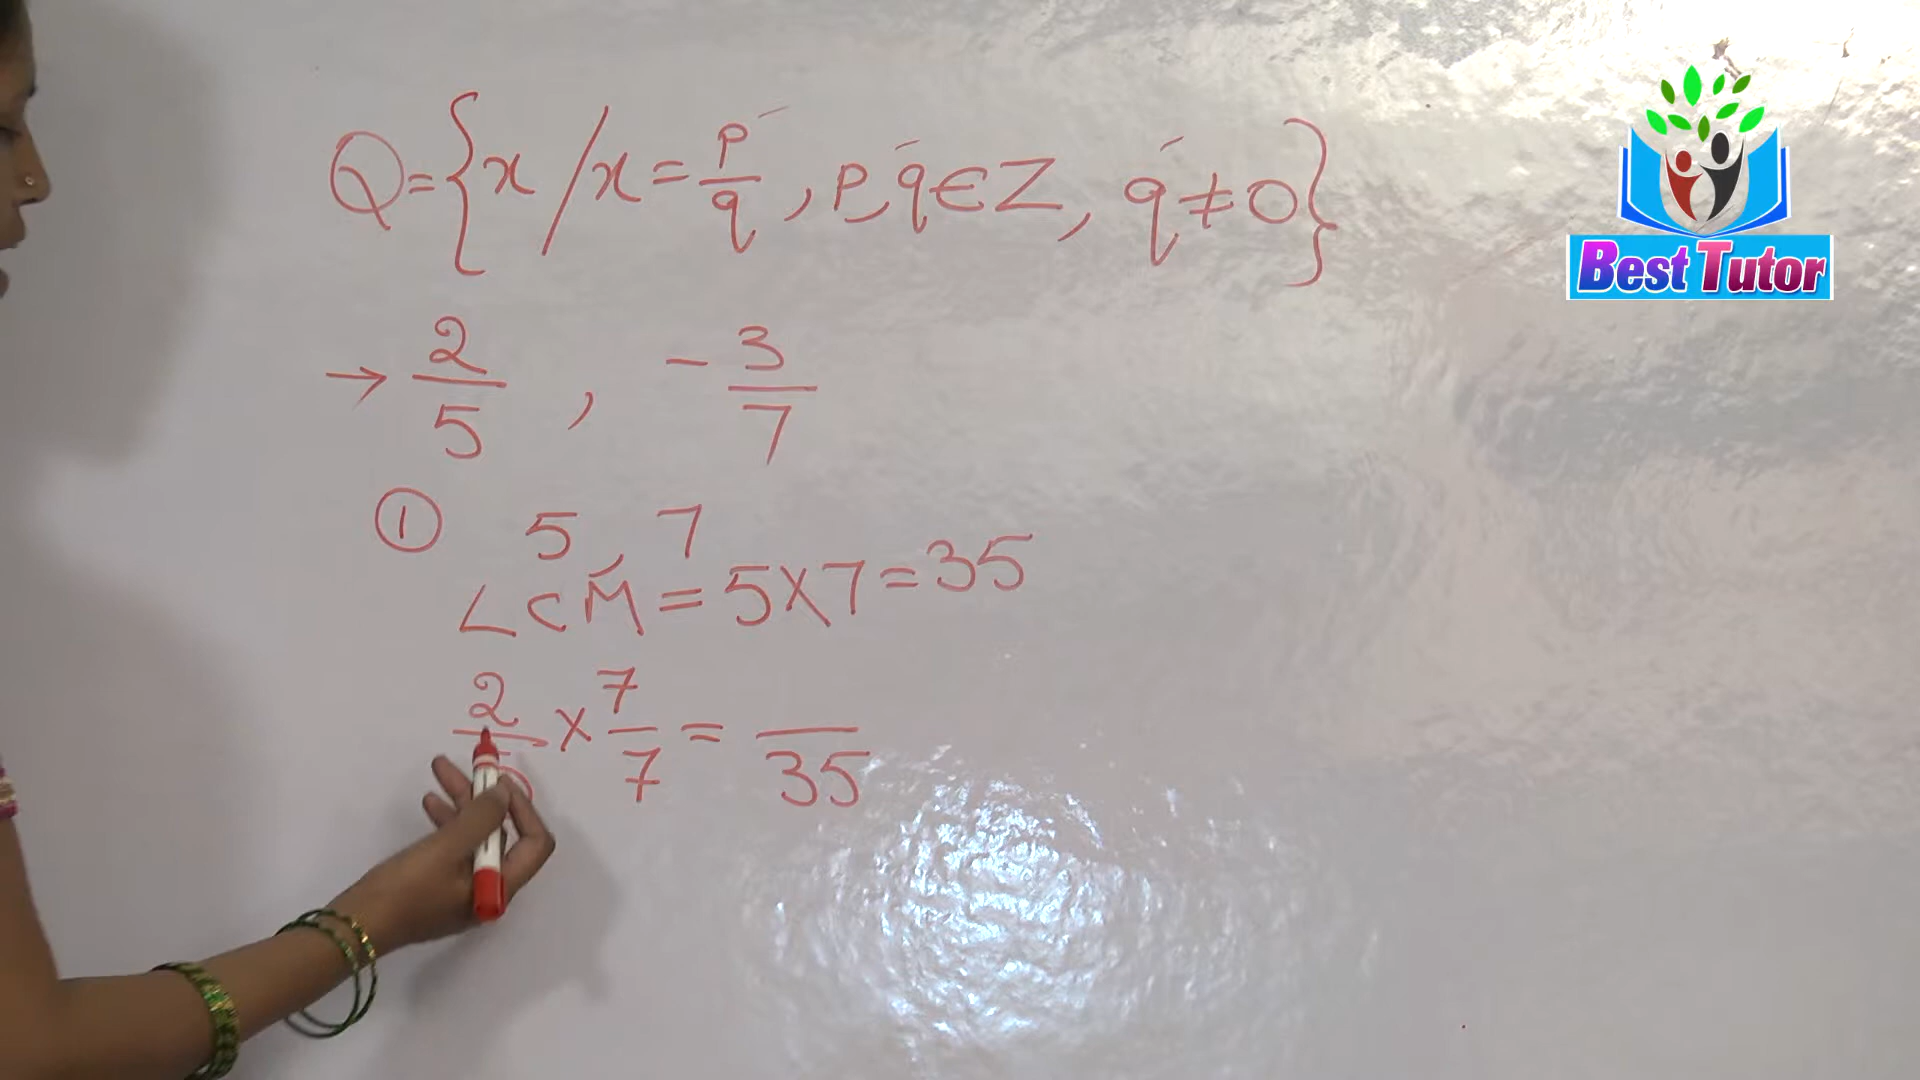 Q = {x / x = p/q, p, q ∈ Z, q ≠ 0}
Best Tutor
→ 2/5 , -3/7
① 5, 7
LCM = 5×7 = 35
2/5 × 7/7 = /35